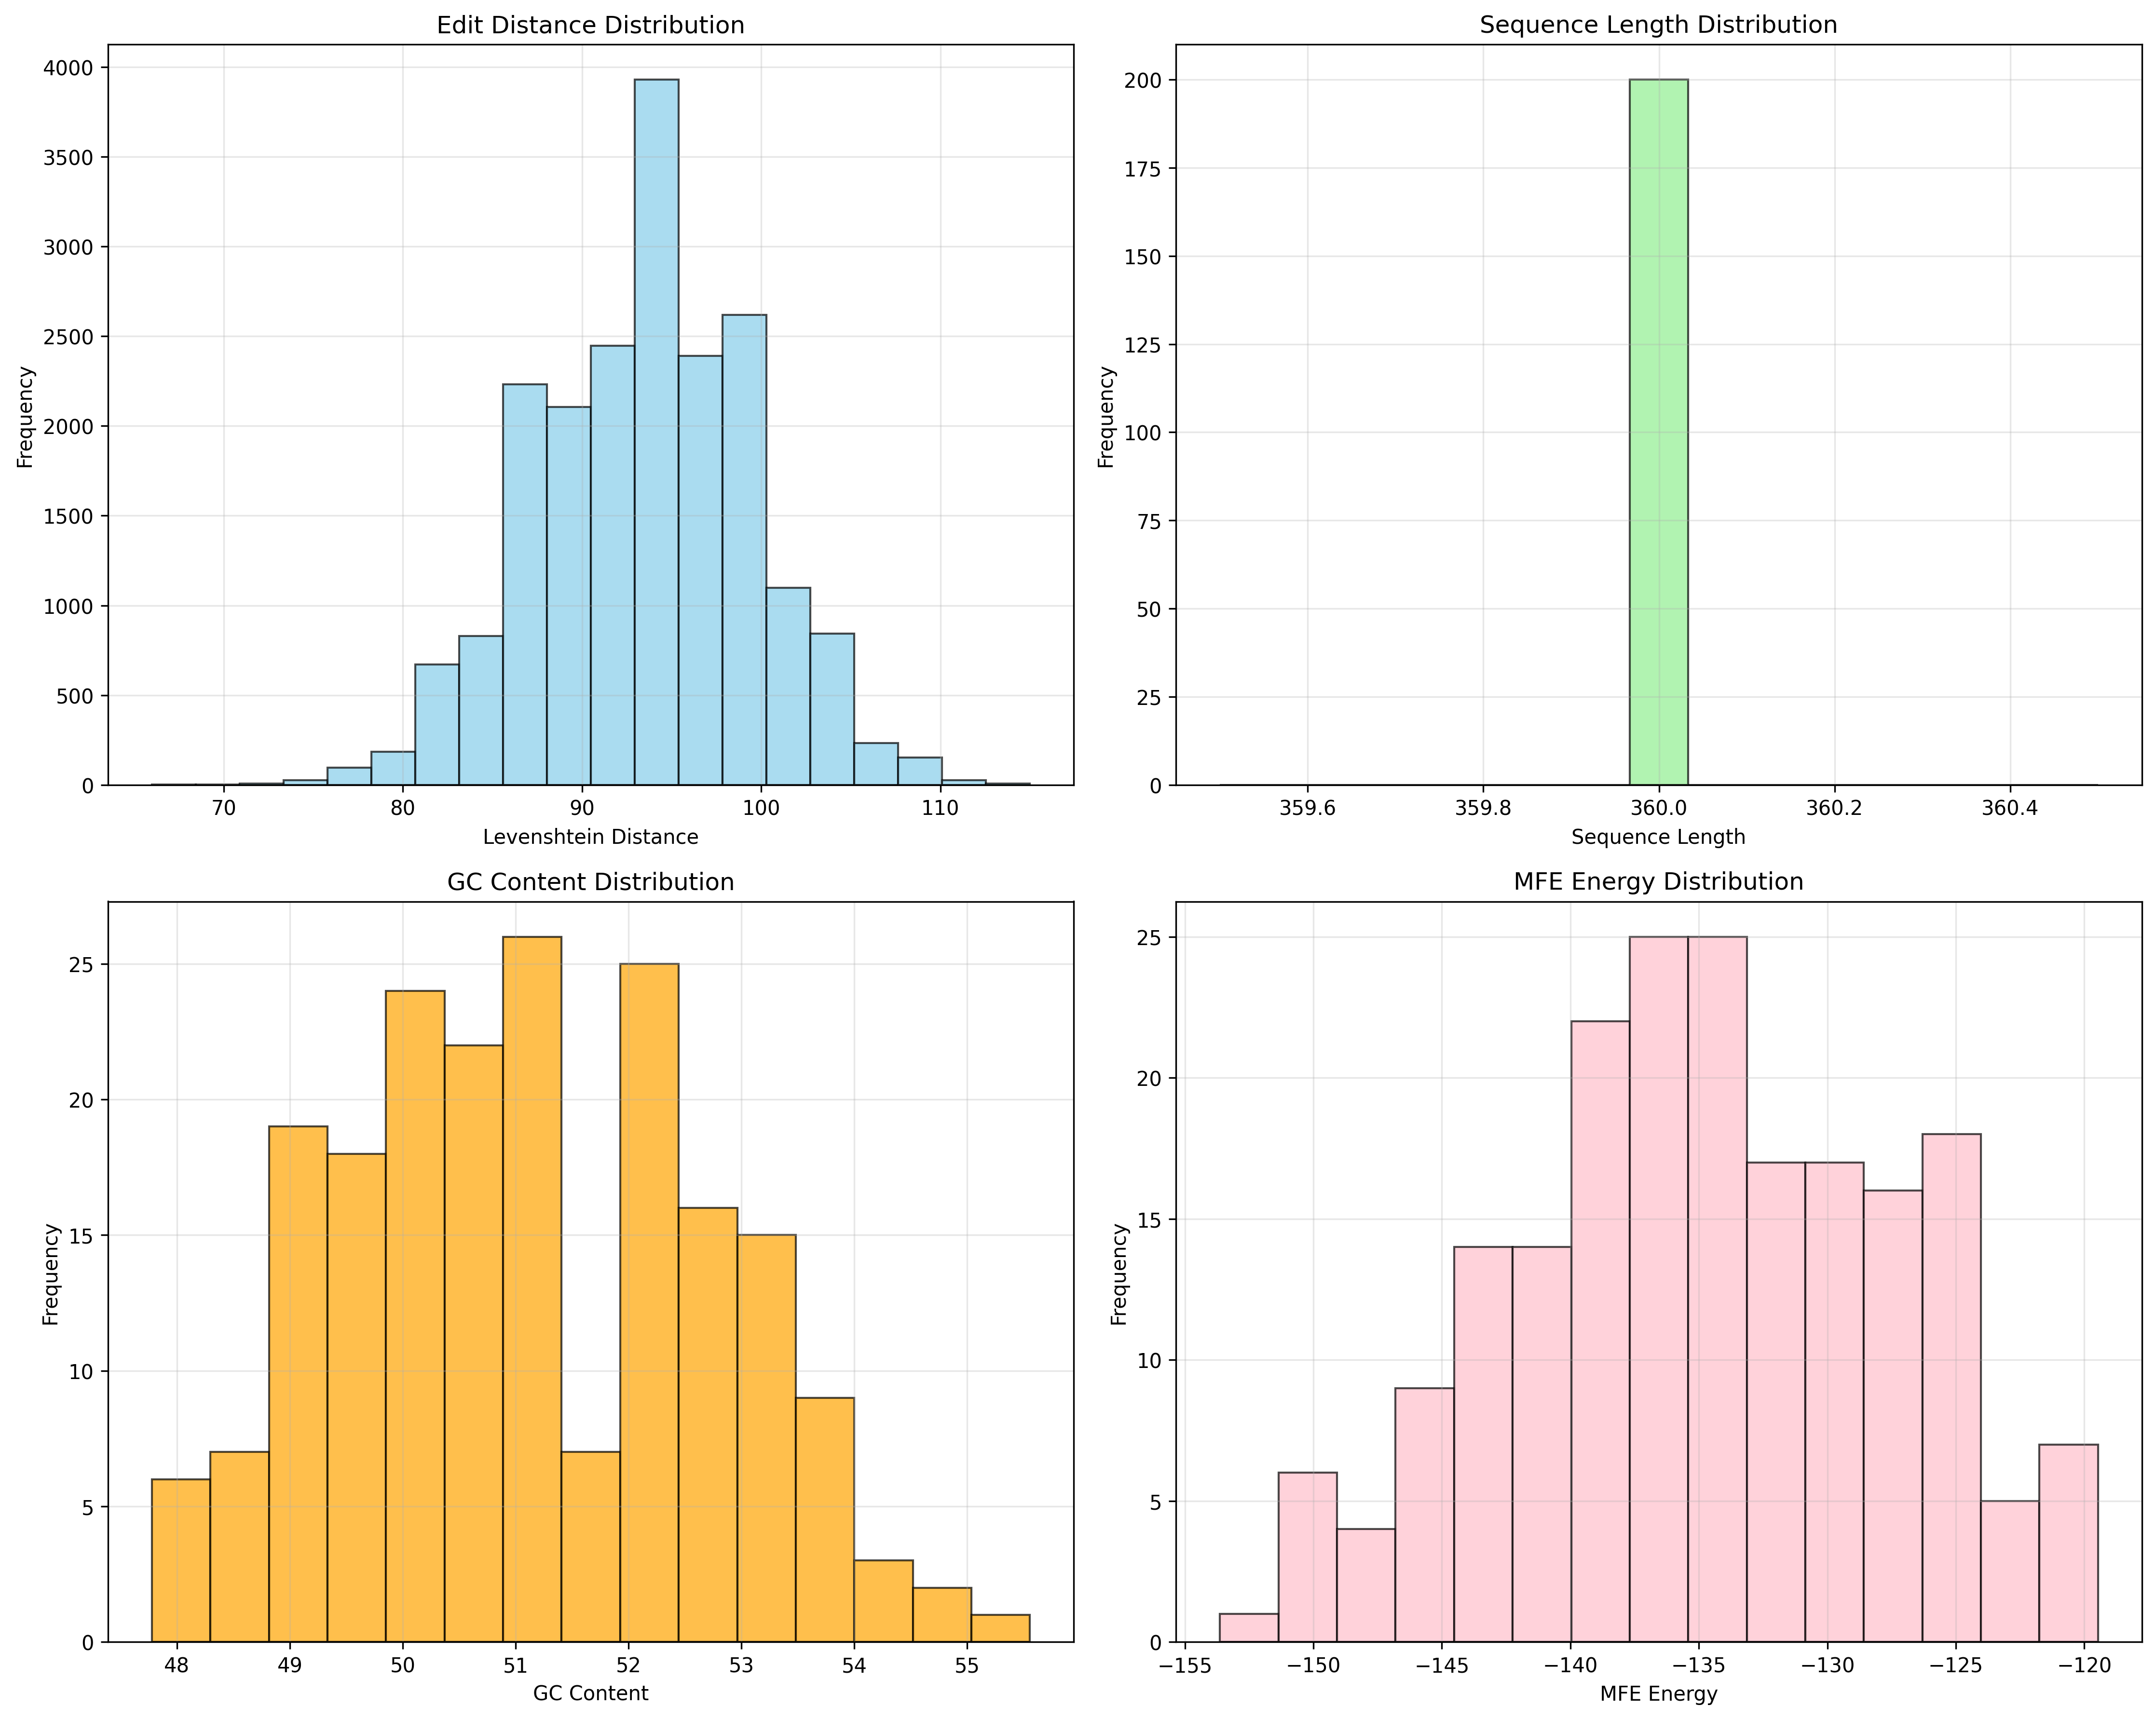 Edit Distance Distribution
4000
3500
3000
2500
2000
1500
1000
500
0
Frequency
70 80 90 100 110
Levenshtein Distance
Sequence Length Distribution
200
175
150
125
100
75
50
25
0
Frequency
359.6 359.8 360.0 360.2 360.4
Sequence Length
GC Content Distribution
25
20
15
10
5
0
Frequency
48 49 50 51 52 53 54 55
GC Content
MFE Energy Distribution
25
20
15
10
5
0
Frequency
−155 −150 −145 −140 −135 −130 −125 −120
MFE Energy